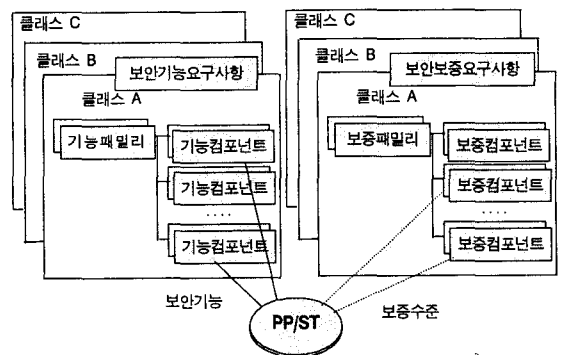 클래스 C
클래스 B
보안기능요구사항
클래스 A
기능패밀리
기능컴포넌트
기능컴포넌트
....
기능컴포넌트
클래스 C
클래스 B
보안보증요구사항
클래스 A
보증패밀리
보증컴포넌트
보증컴포넌트
....
보증컴포넌트
보안기능
보증수준
PP/ST